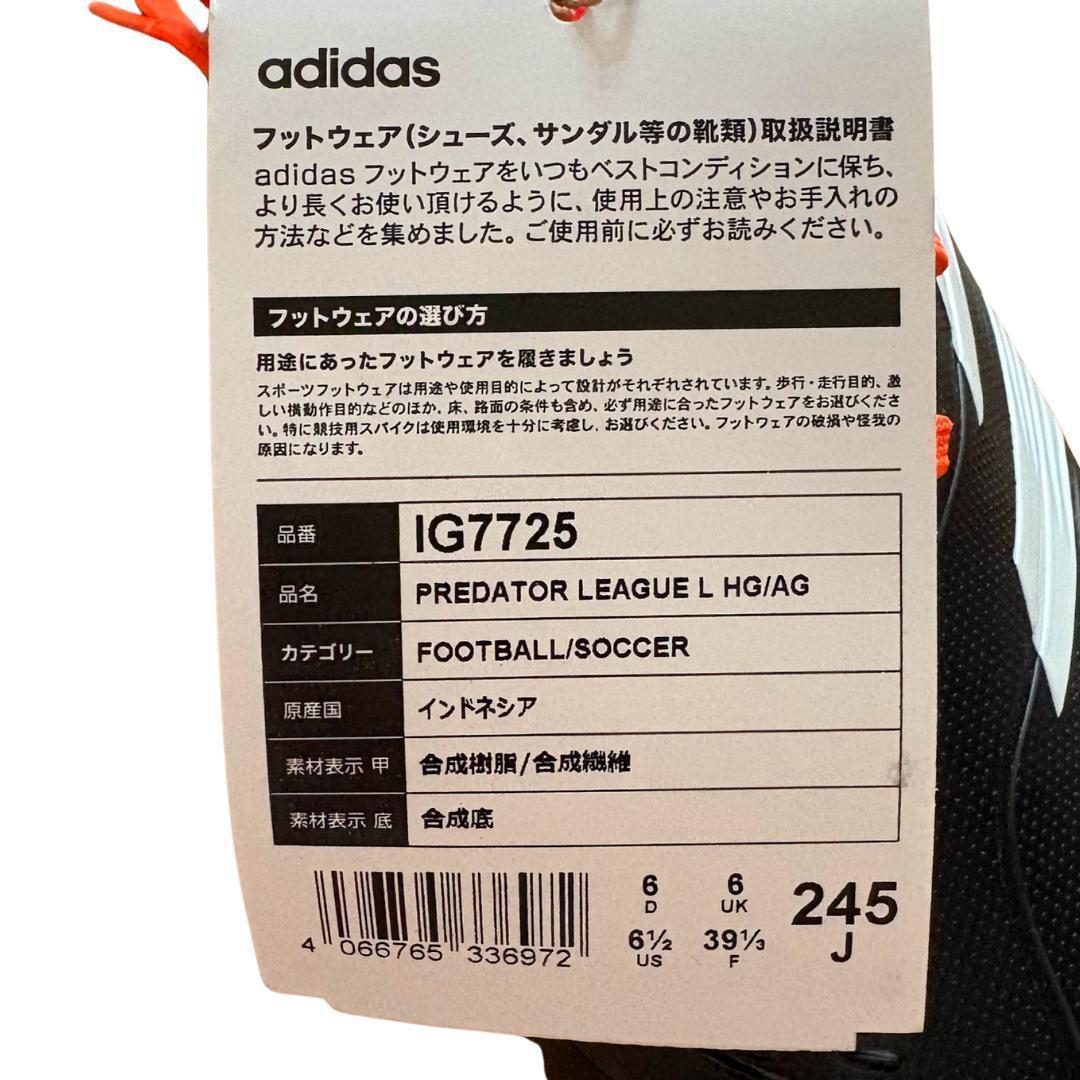 adidas
フットウェア(シューズ、サンダル等の靴類)取扱説明書
adidas フットウェアをいつもベストコンディションに保ち、
より長くお使い頂けるように、使用上の注意やお手入れの
方法などを集めました。ご使用前に必ずお読みください。
フットウェアの選び方
用途にあったフットウェアを履きましょう
スポーツフットウェアは用途や使用目的によって設計がそれぞれされています。歩行・走行目的、激
しい横動作目的などのほか、床、路面の条件も含め、必ず用途に合ったフットウェアをお選びくださ
い。特に競技用スパイクは使用環境を十分に考慮し、お選びください。フットウェアの破損や怪我の
原因になります。
品番 IG7725
品名 PREDATOR LEAGUE L HG/AG
カテゴリー FOOTBALL/SOCCER
原産国 インドネシア
素材表示 甲 合成樹脂/合成繊維
素材表示 底 合成底
6 6 245
D UK J
6½ 39⅓
US F
4 066765 336972